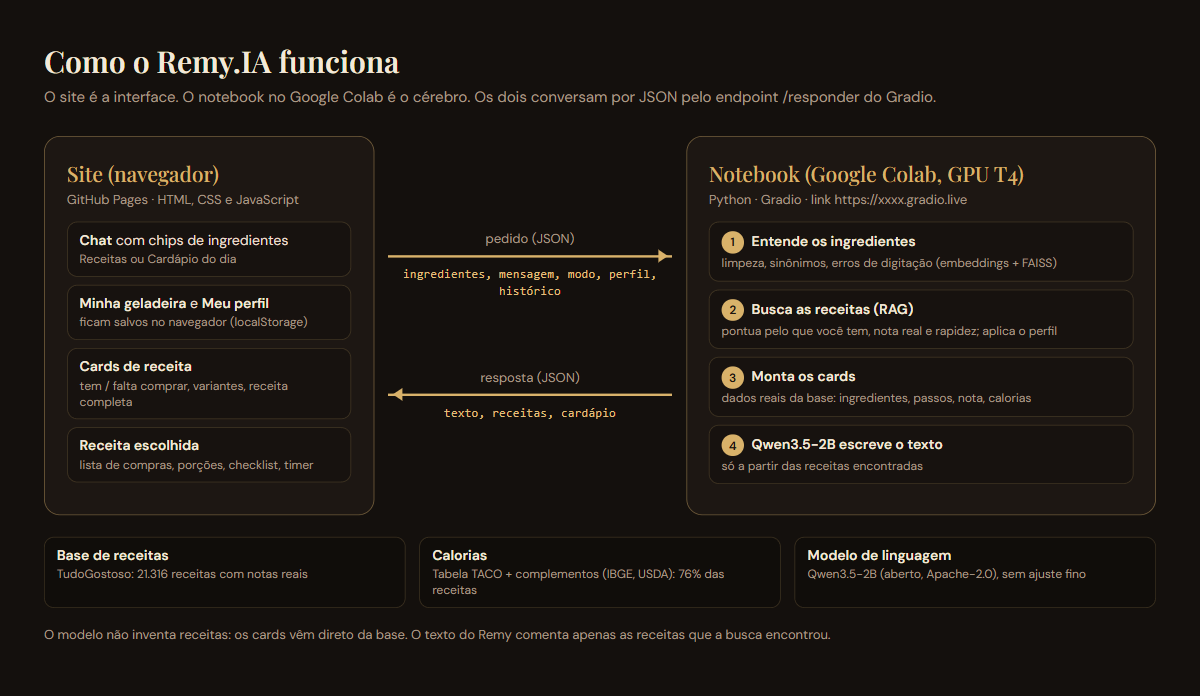 Como o Remy.IA funciona
O site é a interface. O notebook no Google Colab é o cérebro. Os dois conversam por JSON pelo endpoint /responder do Gradio.
Site (navegador)
GitHub Pages · HTML, CSS e JavaScript
Chat com chips de ingredientes
Receitas ou Cardápio do dia
Minha geladeira e Meu perfil
ficam salvos no navegador (localStorage)
Cards de receita
tem / falta comprar, variantes, receita
completa
Receita escolhida
lista de compras, porções, checklist, timer
pedido (JSON)
ingredientes, mensagem, modo, perfil,
histórico
resposta (JSON)
texto, receitas, cardápio
Notebook (Google Colab, GPU T4)
Python · Gradio · link https://xxxx.gradio.live
1 Entende os ingredientes
limpeza, sinônimos, erros de digitação (embeddings + FAISS)
2 Busca as receitas (RAG)
pontua pelo que você tem, nota real e rapidez; aplica o perfil
3 Monta os cards
dados reais da base: ingredientes, passos, nota, calorias
4 Qwen3.5-2B escreve o texto
só a partir das receitas encontradas
Base de receitas
TudoGostoso: 21.316 receitas com notas reais
Calorias
Tabela TACO + complementos (IBGE, USDA): 76% das
receitas
Modelo de linguagem
Qwen3.5-2B (aberto, Apache-2.0), sem ajuste fino
O modelo não inventa receitas: os cards vêm direto da base. O texto do Remy comenta apenas as receitas que a busca encontrou.